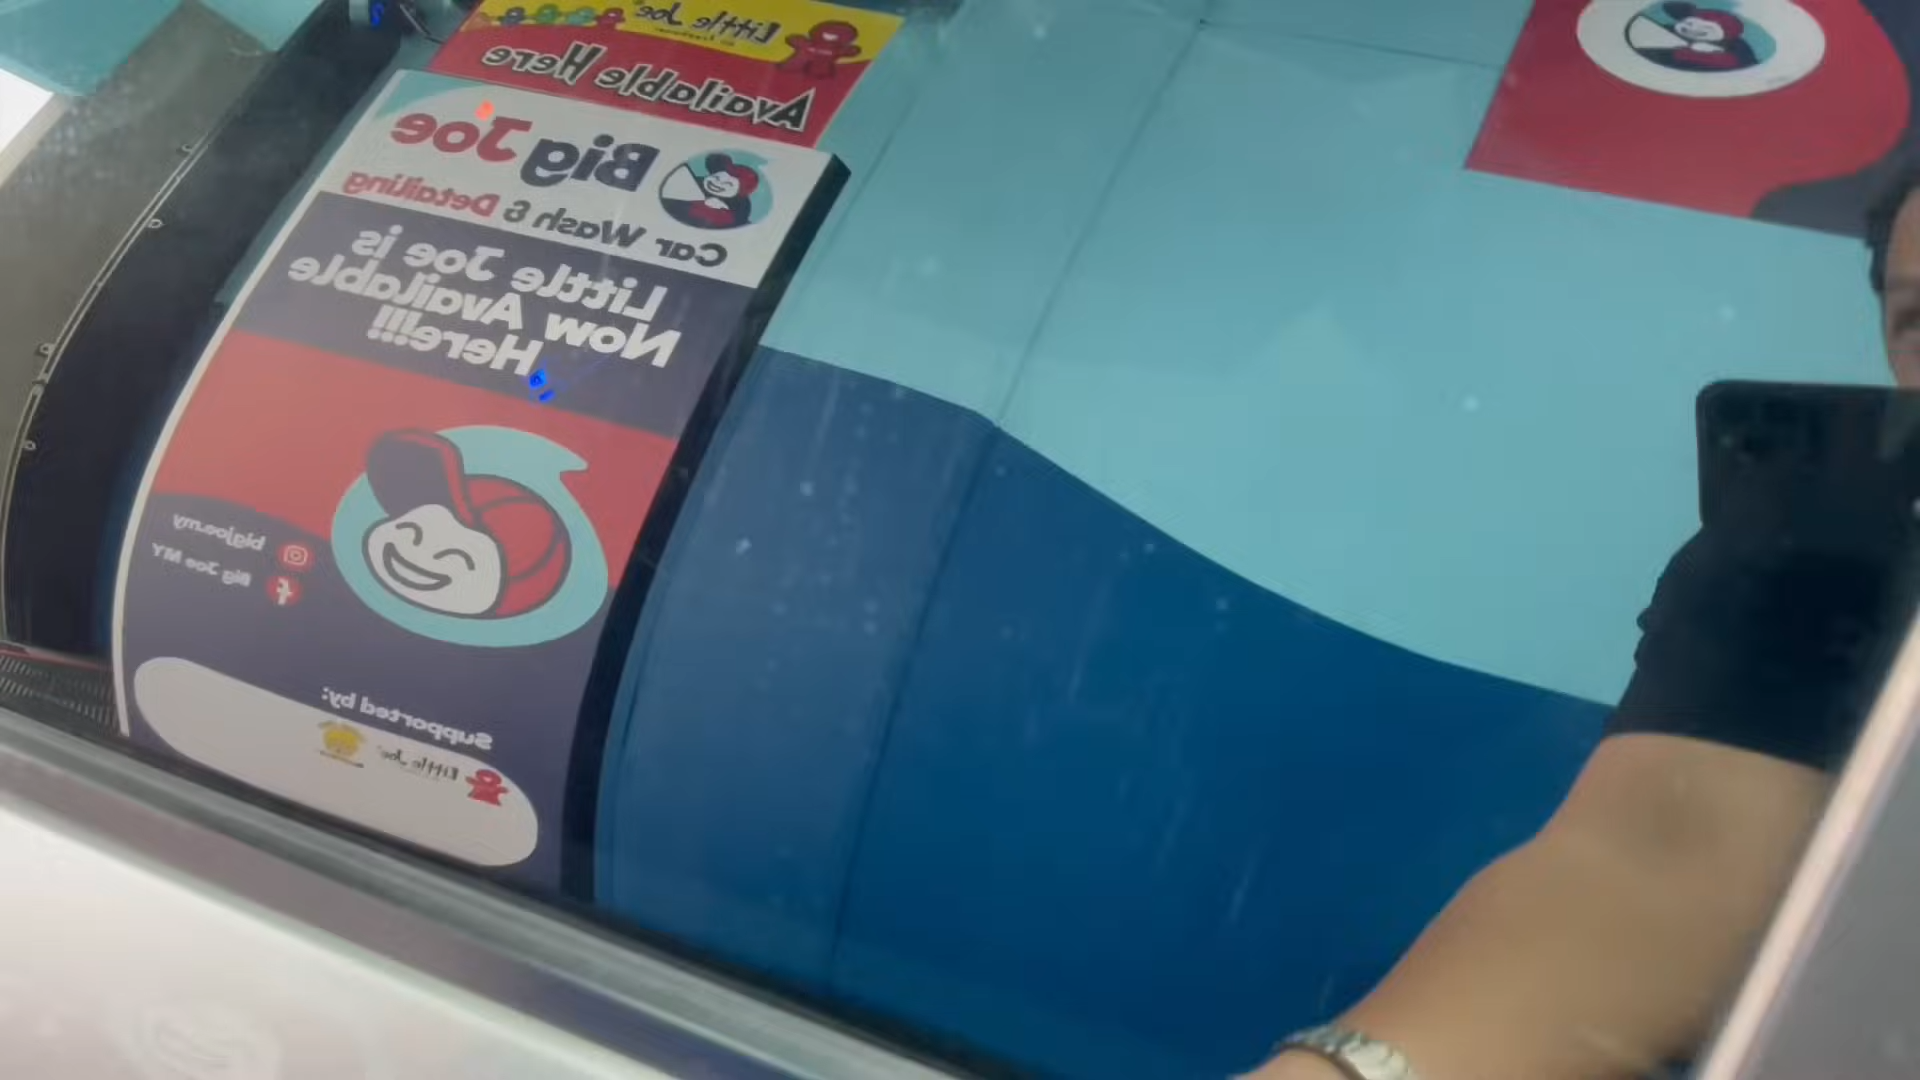 Little Joe
Available Here
Big Joe
Car Wash & Detailing
Little Joe is
Now Available
Here!!!
bigjoe.my
Big Joe MY
Supported by:
Little Joe